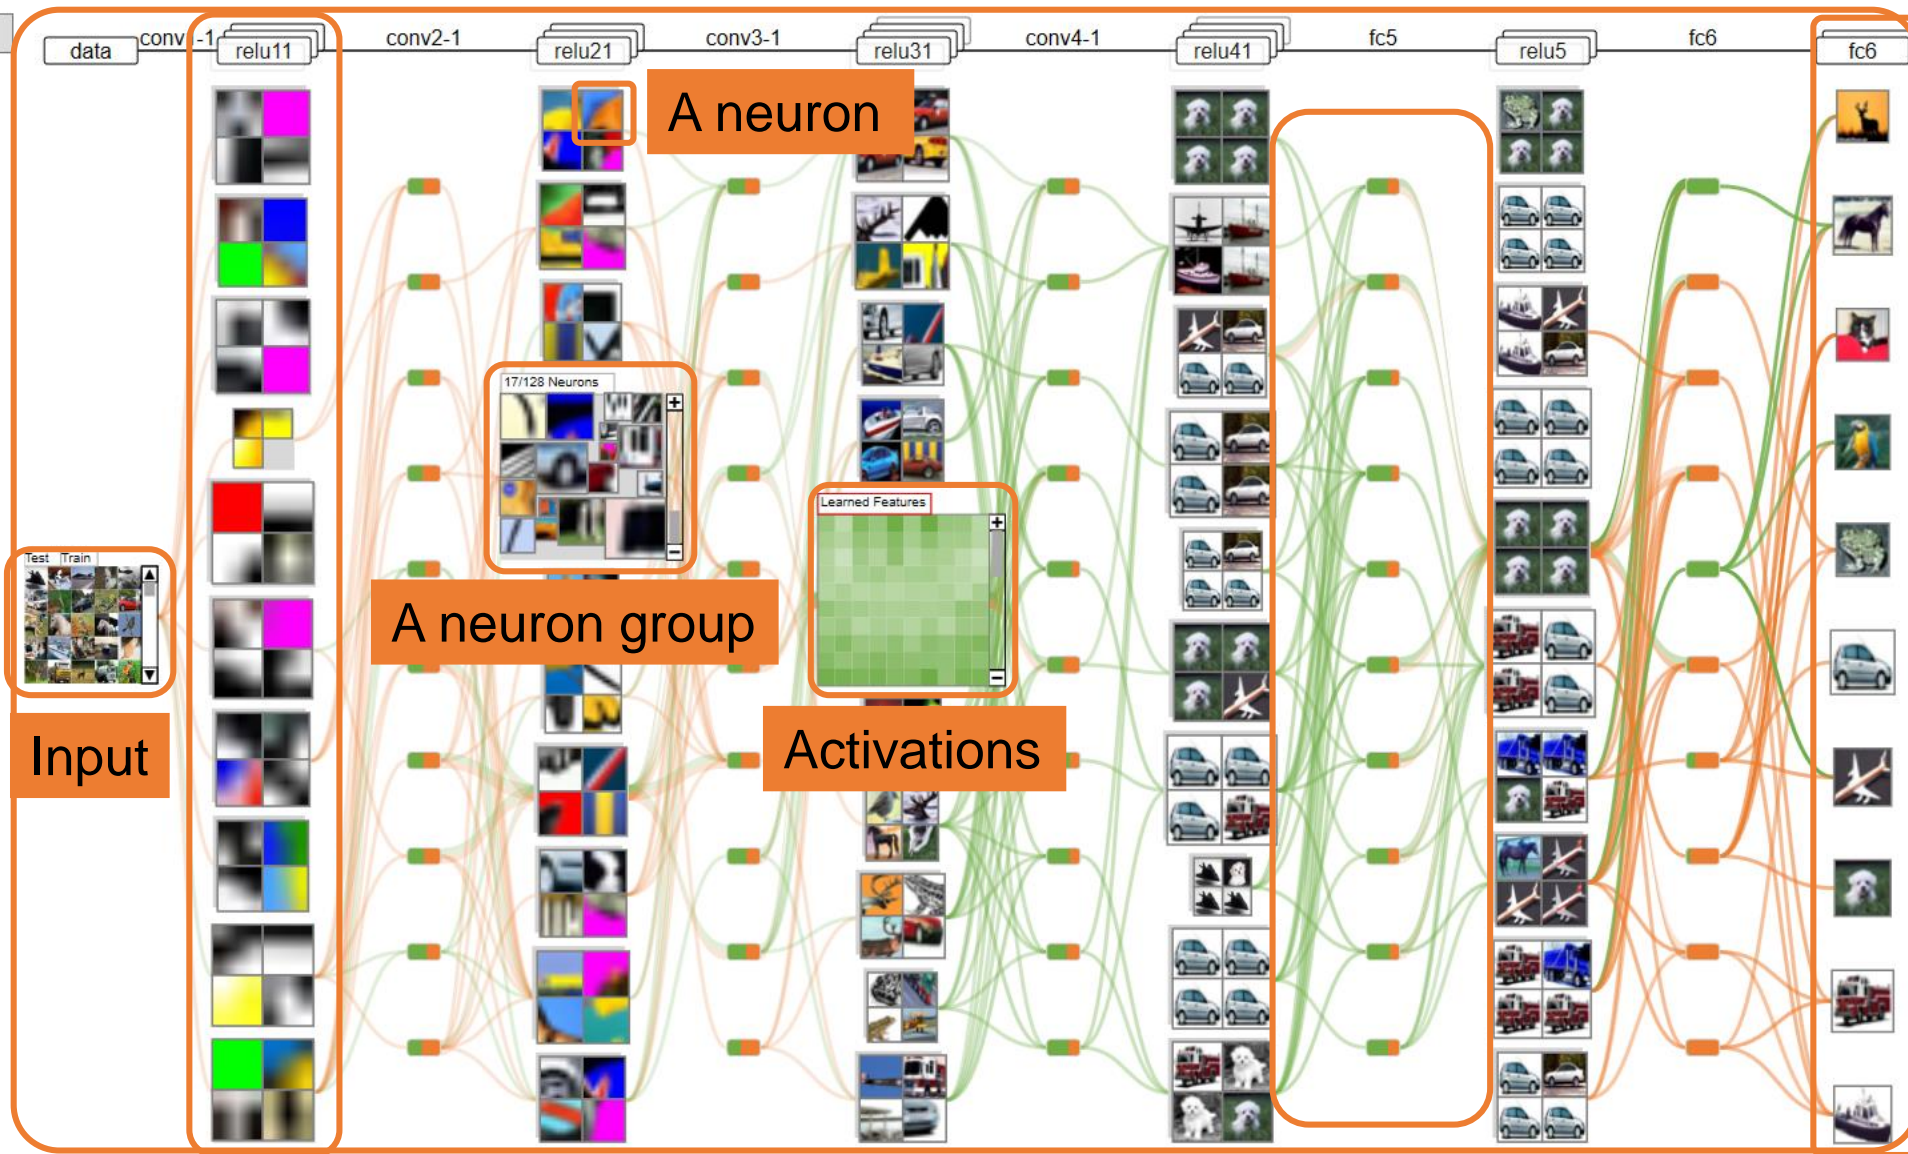 data
conv1-1
relu11
conv2-1
relu21
conv3-1
relu31
conv4-1
relu41
fc5
relu5
fc6
fc6
A neuron
17/128 Neurons
+
−
A neuron group
Learned Features
+
−
Test Train
Input
Activations